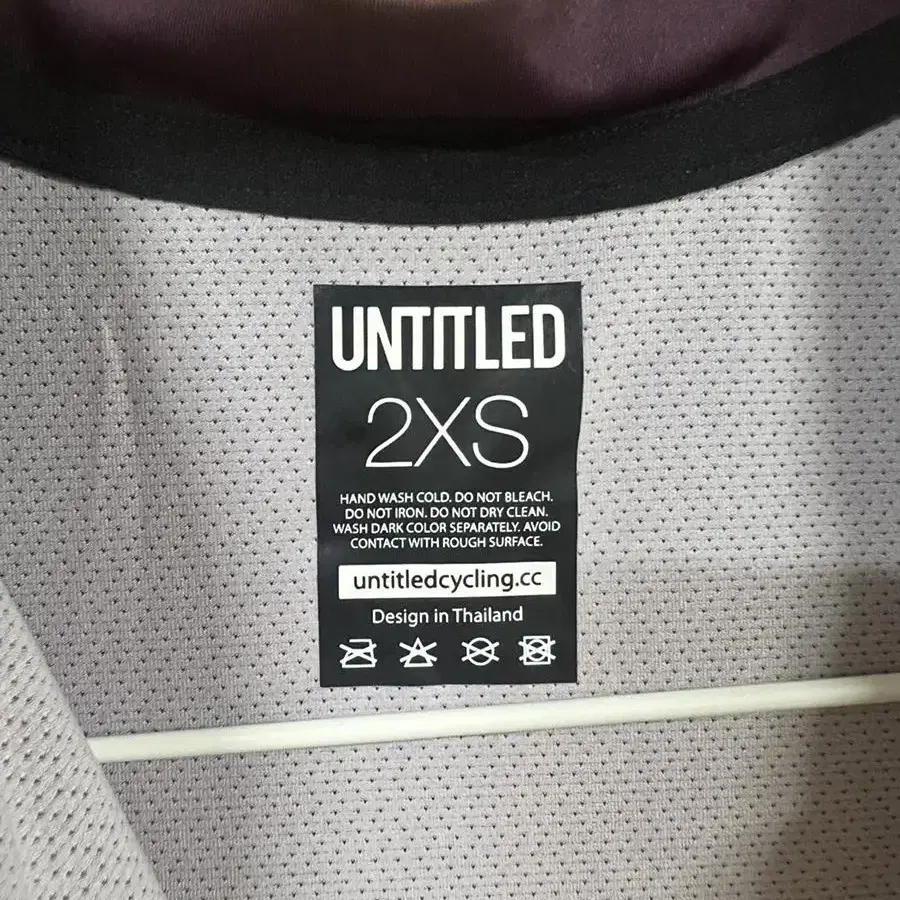 UNTITLED
2XS
HAND WASH COLD. DO NOT BLEACH.
DO NOT IRON. DO NOT DRY CLEAN.
WASH DARK COLOR SEPARATELY. AVOID
CONTACT WITH ROUGH SURFACE.
untitledcycling.cc
Design in Thailand